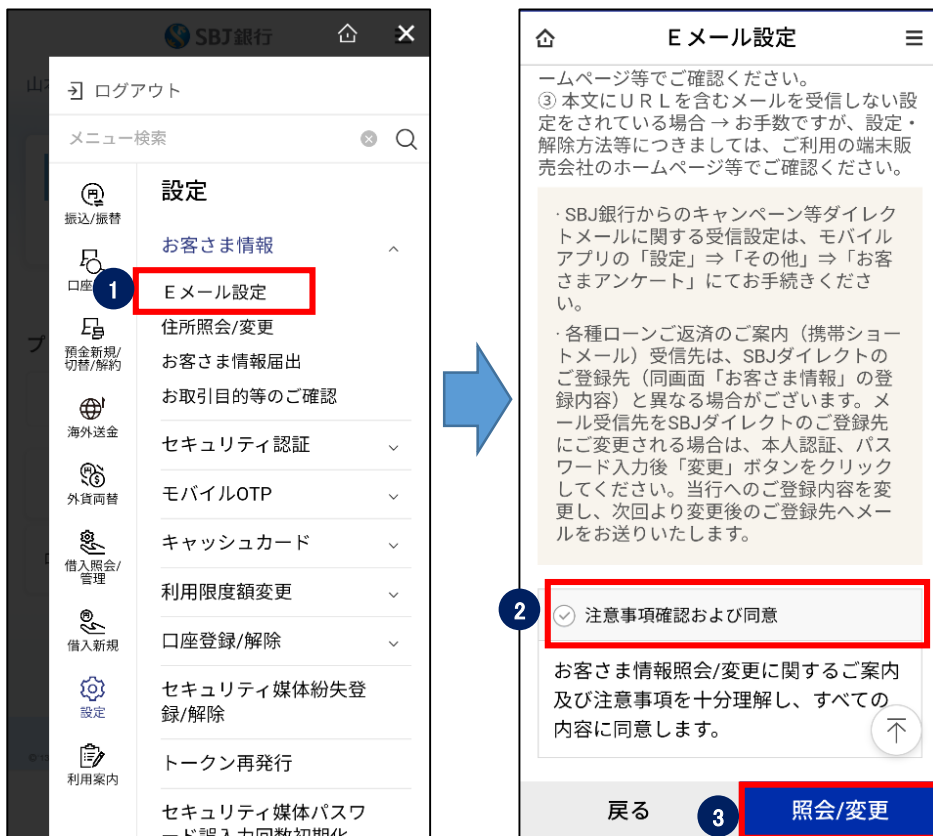 SBJ銀行
ログアウト
メニュー検索
振込/振替
預金新規/
切替/解約
海外送金
外貨両替
借入照会/
管理
借入新規
設定
利用案内
設定
お客さま情報
1
Eメール設定
住所照会/変更
お客さま情報届出
お取引目的等のご確認
セキュリティ認証
モバイルOTP
キャッシュカード
利用限度額変更
口座登録/解除
セキュリティ媒体紛失登
録/解除
トークン再発行
セキュリティ媒体パスワ
ード誤入力回数初期化
Eメール設定
ームページ等でご確認ください。
③ 本文にＵＲＬを含むメールを受信しない設
定をされている場合 → お手数ですが、設定・
解除方法等につきましては、ご利用の端末販
売会社のホームページ等でご確認ください。
· SBJ銀行からのキャンペーン等ダイレク
トメールに関する受信設定は、モバイル
アプリの「設定」⇒「その他」⇒「お客
さまアンケート」にてお手続きくださ
い。
· 各種ローンご返済のご案内（携帯ショー
トメール）受信先は、SBJダイレクトの
ご登録先（同画面「お客さま情報」の登
録内容）と異なる場合がございます。メ
ール受信先をSBJダイレクトのご登録先
にご変更される場合は、本人認証、パス
ワード入力後「変更」ボタンをクリック
してください。当行へのご登録内容を変
更し、次回より変更後のご登録先へメー
ルをお送りいたします。
2
注意事項確認および同意
お客さま情報照会/変更に関するご案内
及び注意事項を十分理解し、すべての
内容に同意します。
戻る
3
照会/変更